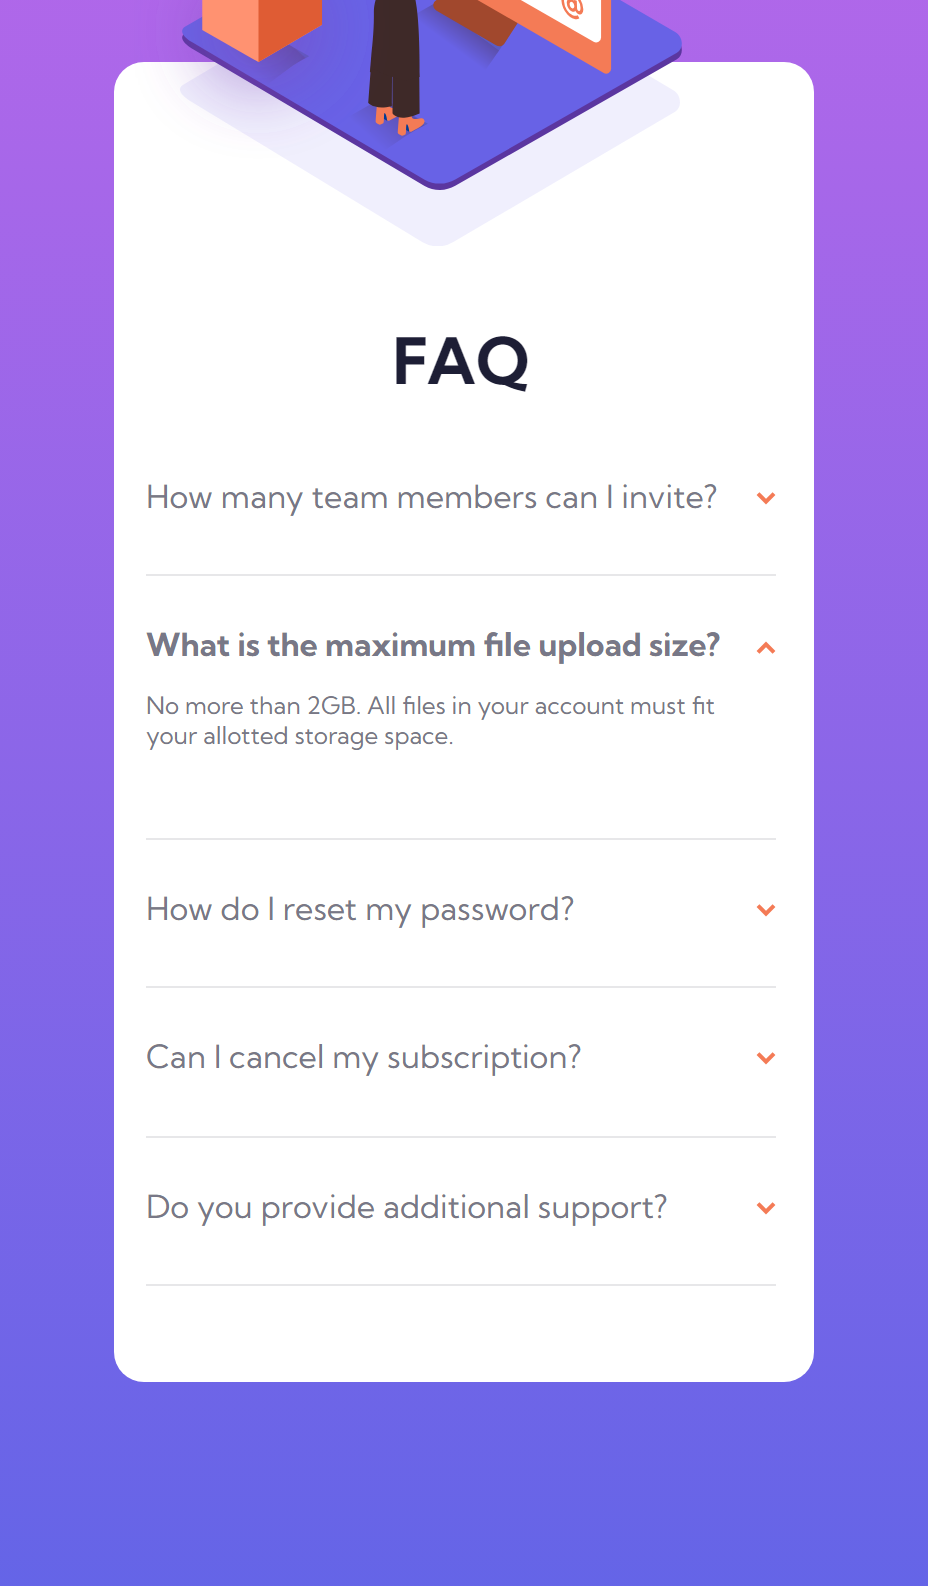 @
FAQ
How many team members can I invite?
What is the maximum file upload size?
No more than 2GB. All files in your account must fit
your allotted storage space.
How do I reset my password?
Can I cancel my subscription?
Do you provide additional support?